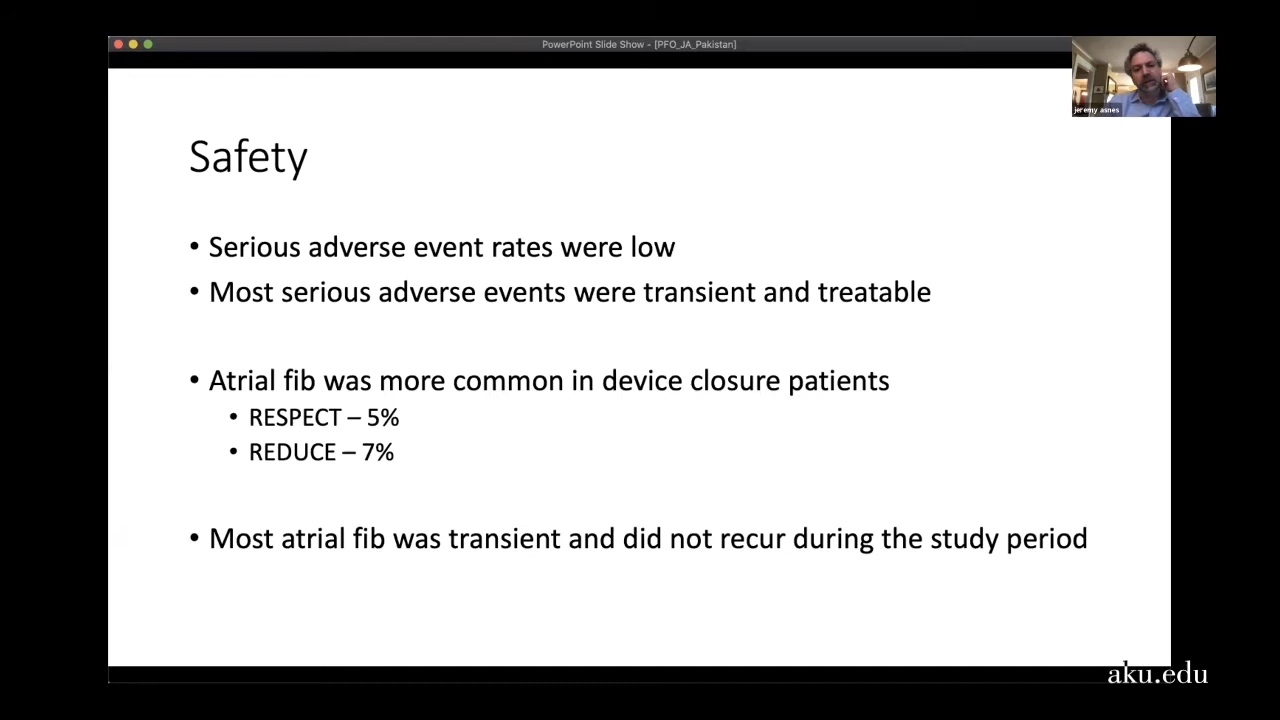 PowerPoint Slide Show - [PFO_JA_Pakistan]
jeremy asnes
Safety
• Serious adverse event rates were low
• Most serious adverse events were transient and treatable
• Atrial fib was more common in device closure patients
• RESPECT – 5%
• REDUCE – 7%
• Most atrial fib was transient and did not recur during the study period
aku.edu